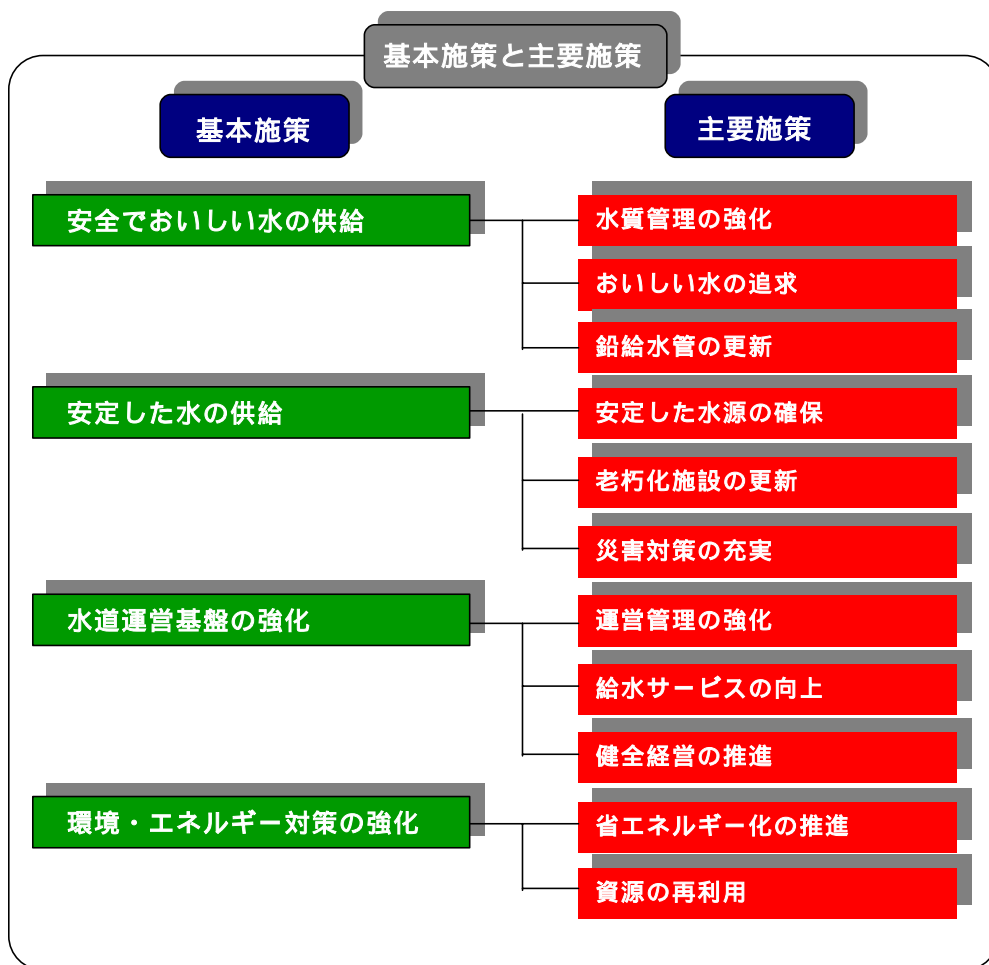 基本施策と主要施策
基本施策
主要施策
安全でおいしい水の供給
水質管理の強化
おいしい水の追求
鉛給水管の更新
安定した水の供給
安定した水源の確保
老朽化施設の更新
災害対策の充実
水道運営基盤の強化
運営管理の強化
給水サービスの向上
健全経営の推進
環境・エネルギー対策の強化
省エネルギー化の推進
資源の再利用